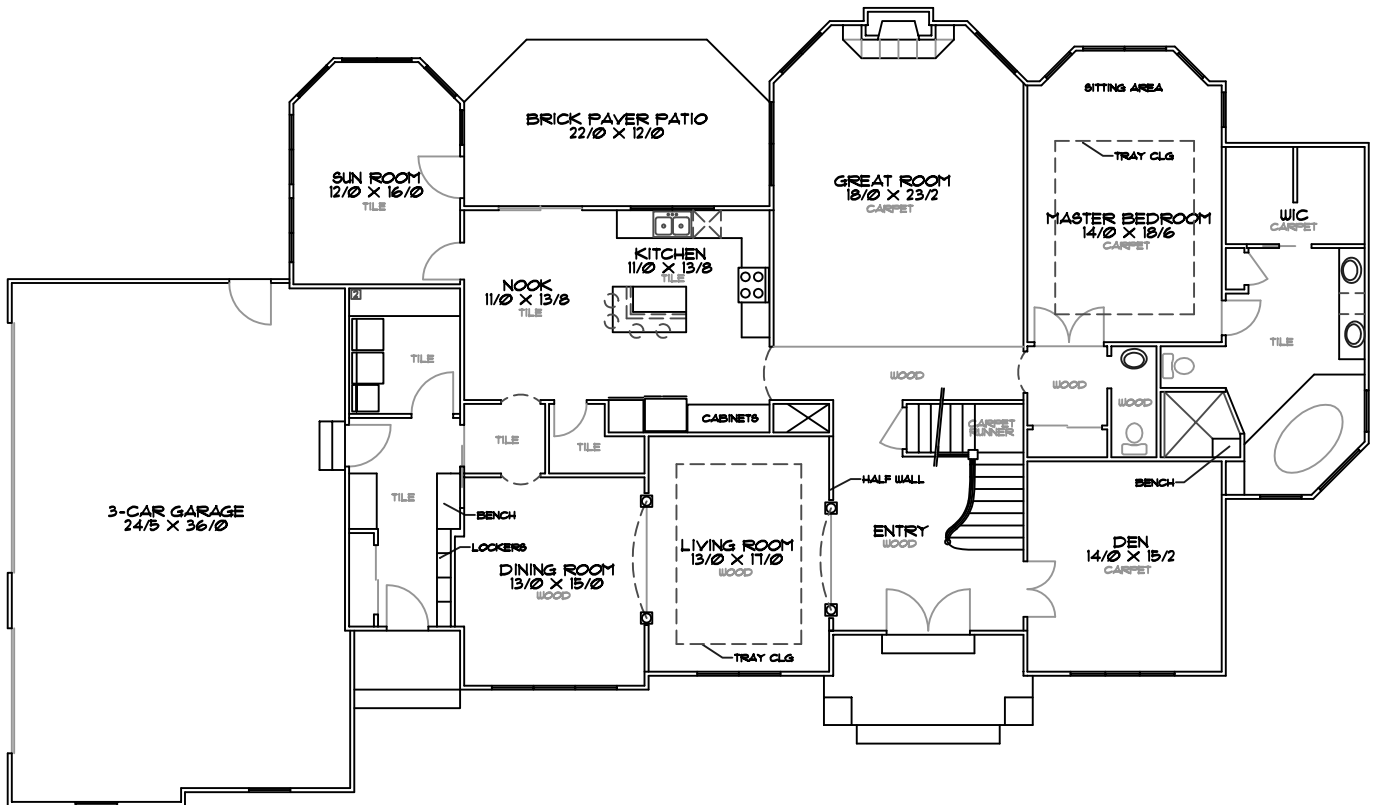 SITTING AREA
BRICK PAVER PATIO
22/0 X 12/0
TRAY CLG
SUN ROOM
12/0 X 16/0
TILE
GREAT ROOM
18/0 X 23/2
CARPET
MASTER BEDROOM
14/0 X 18/6
CARPET
WIC
CARPET
KITCHEN
11/0 X 13/8
TILE
NOOK
11/0 X 13/8
TILE
2
TILE
TILE
WOOD
WOOD
WOOD
CABINETS
CARPET
RUNNER
TILE
TILE
HALF WALL
BENCH
TILE
3-CAR GARAGE
24/5 X 36/0
BENCH
ENTRY
WOOD
LOCKERS
LIVING ROOM
13/0 X 17/0
WOOD
DEN
14/0 X 15/2
CARPET
DINING ROOM
13/0 X 15/0
WOOD
TRAY CLG